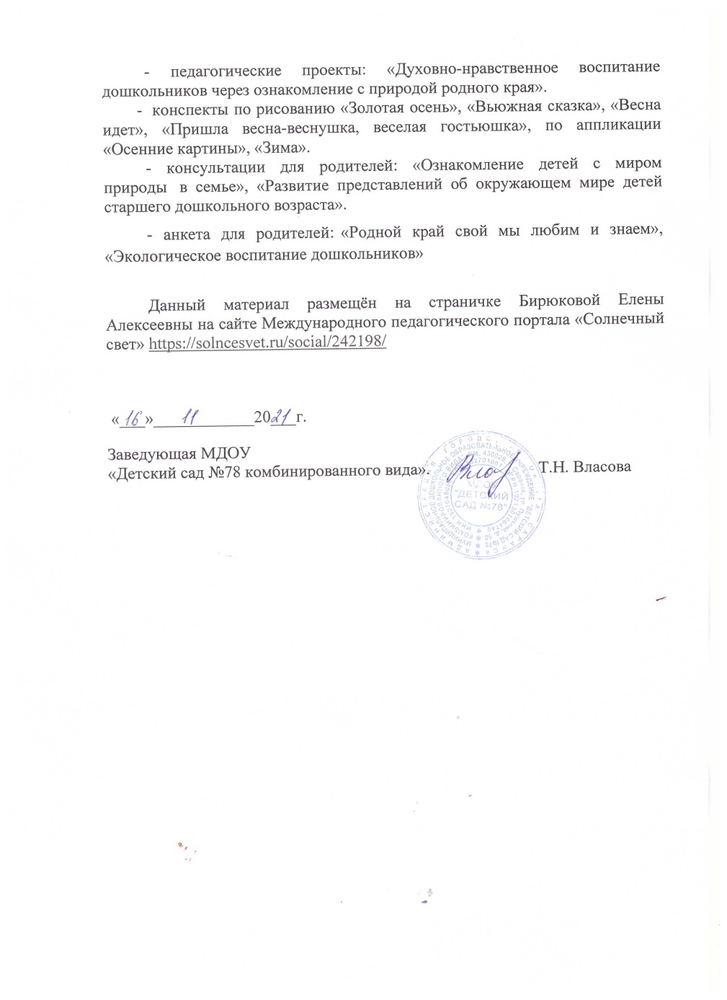 - педагогические проекты: «Духовно-нравственное воспитание
дошкольников через ознакомление с природой родного края».
- конспекты по рисованию «Золотая осень», «Вьюжная сказка», «Весна
идет», «Пришла весна-веснушка, веселая гостьюшка», по аппликации
«Осенние картины», «Зима».
- консультации для родителей: «Ознакомление детей с миром
природы в семье», «Развитие представлений об окружающем мире детей
старшего дошкольного возраста».
- анкета для родителей: «Родной край свой мы любим и знаем»,
«Экологическое воспитание дошкольников»
Данный материал размещён на страничке Бирюковой Елены
Алексеевны на сайте Международного педагогического портала «Солнечный
свет» https://solncesvet.ru/social/242198/
«16» 11 2021 г.
Заведующая МДОУ
«Детский сад №78 комбинированного вида».
Т.Н. Власова
МДОУ
"ДЕТСКИЙ
САД №78"